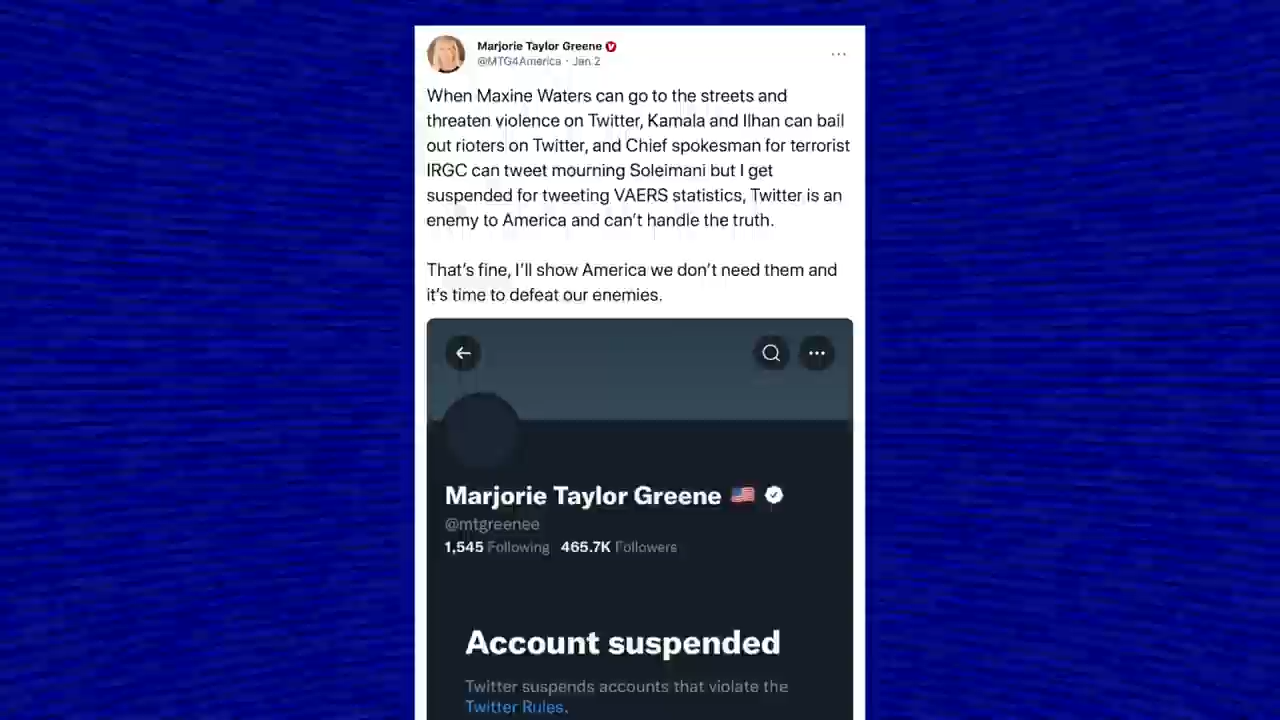 Marjorie Taylor Greene
@MTG4America · Jan 2
When Maxine Waters can go to the streets and
threaten violence on Twitter, Kamala and Ilhan can bail
out rioters on Twitter, and Chief spokesman for terrorist
IRGC can tweet mourning Soleimani but I get
suspended for tweeting VAERS statistics, Twitter is an
enemy to America and can't handle the truth.
That's fine, I'll show America we don't need them and
it's time to defeat our enemies.
Marjorie Taylor Greene
@mtgreenee
1,545 Following 465.7K Followers
Account suspended
Twitter suspends accounts that violate the
Twitter Rules.